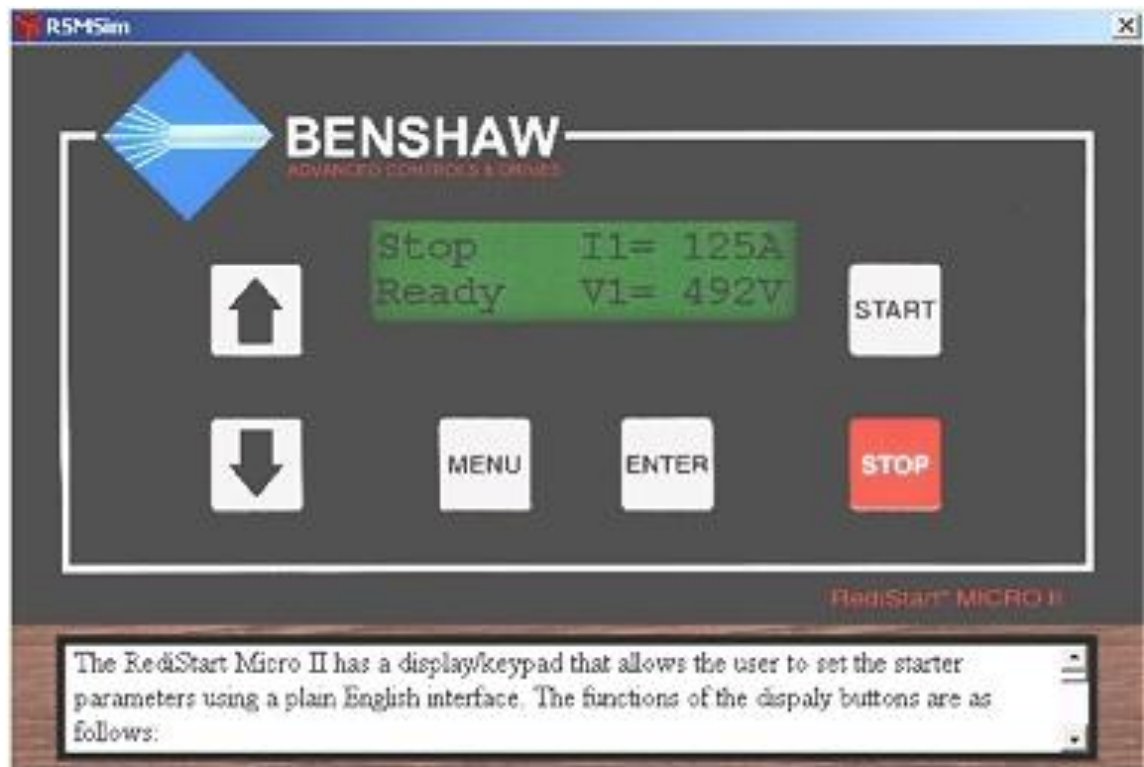 RSMSim
BENSHAW
ADVANCED CONTROLS & DRIVES
Stop I1= 125A
Ready V1= 492V
START
MENU
ENTER
STOP
RediStart* MICRO II
The RediStart Micro II has a display/keypad that allows the user to set the starter
parameters using a plain English interface. The functions of the dispaly buttons are as
follows: